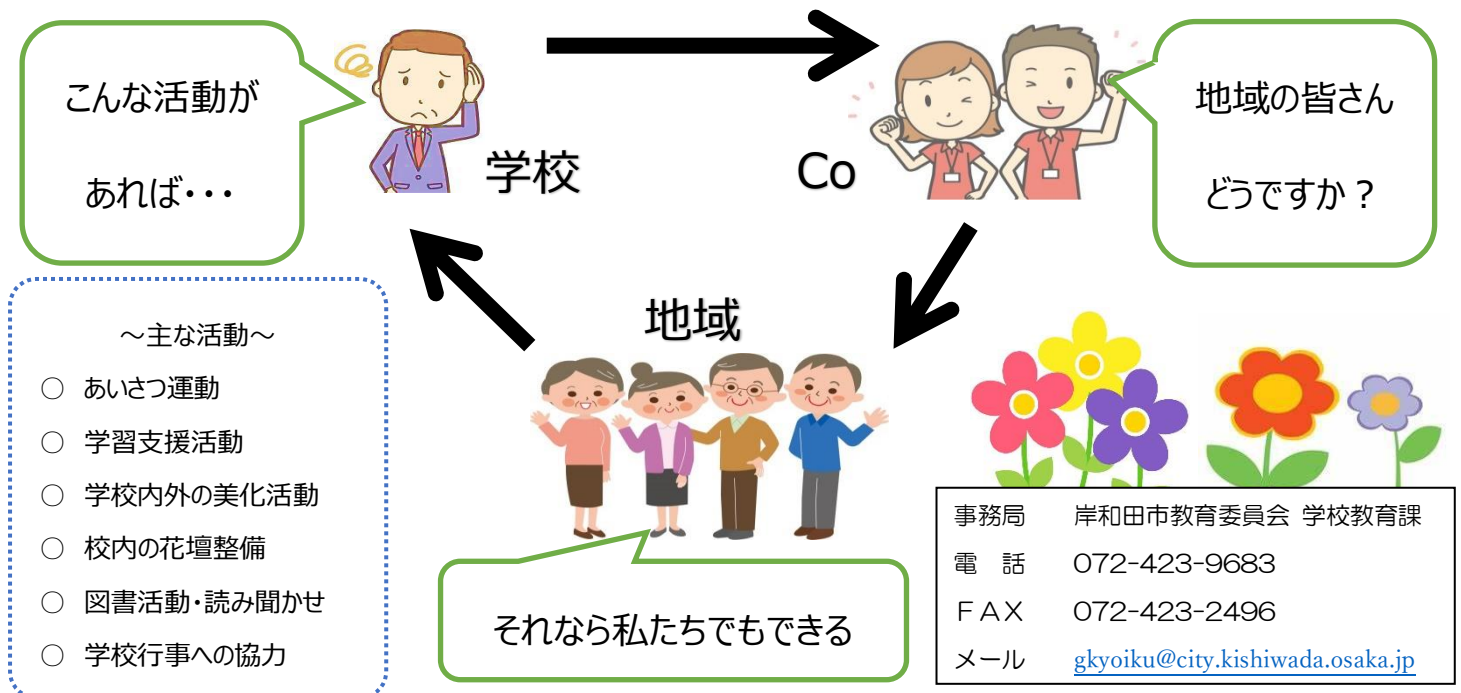 こんな活動が
あれば･･･
学校
Co
地域の皆さん
どうですか？
地域
～主な活動～
○ あいさつ運動
○ 学習支援活動
○ 学校内外の美化活動
○ 校内の花壇整備
○ 図書活動･読み聞かせ
○ 学校行事への協力
それなら私たちでもできる
事務局 岸和田市教育委員会 学校教育課
電 話 072-423-9683
ＦＡＸ 072-423-2496
メール gkyoiku@city.kishiwada.osaka.jp